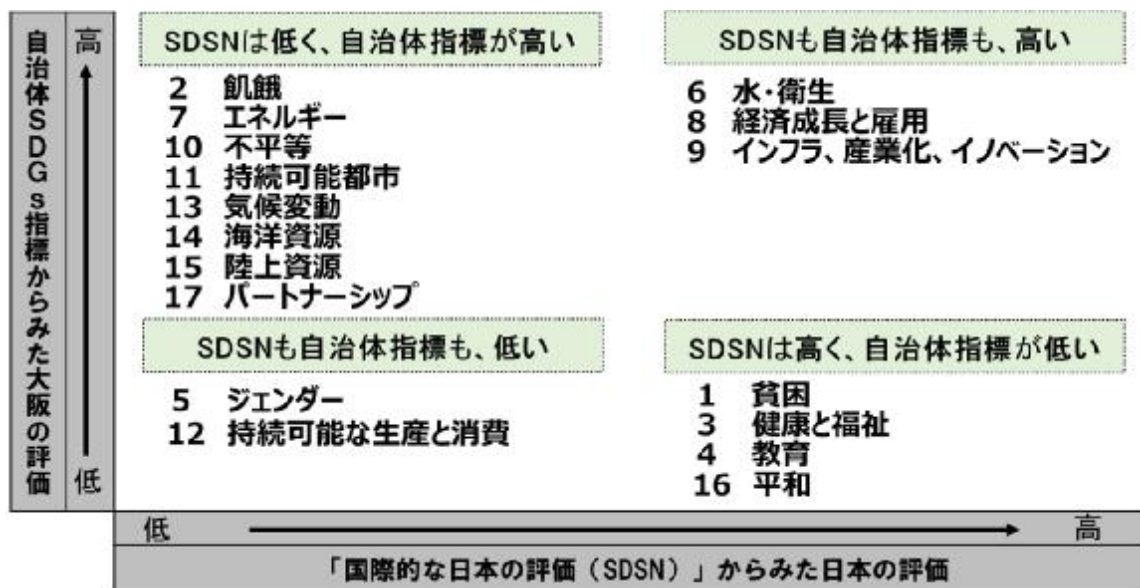 自治体SDGs指標からみた大阪の評価
高
低
SDSNは低く、自治体指標が高い
2 飢餓
7 エネルギー
10 不平等
11 持続可能都市
13 気候変動
14 海洋資源
15 陸上資源
17 パートナーシップ
SDSNも自治体指標も、高い
6 水・衛生
8 経済成長と雇用
9 インフラ、産業化、イノベーション
SDSNも自治体指標も、低い
5 ジェンダー
12 持続可能な生産と消費
SDSNは高く、自治体指標が低い
1 貧困
3 健康と福祉
4 教育
16 平和
低
高
「国際的な日本の評価（SDSN）」からみた日本の評価